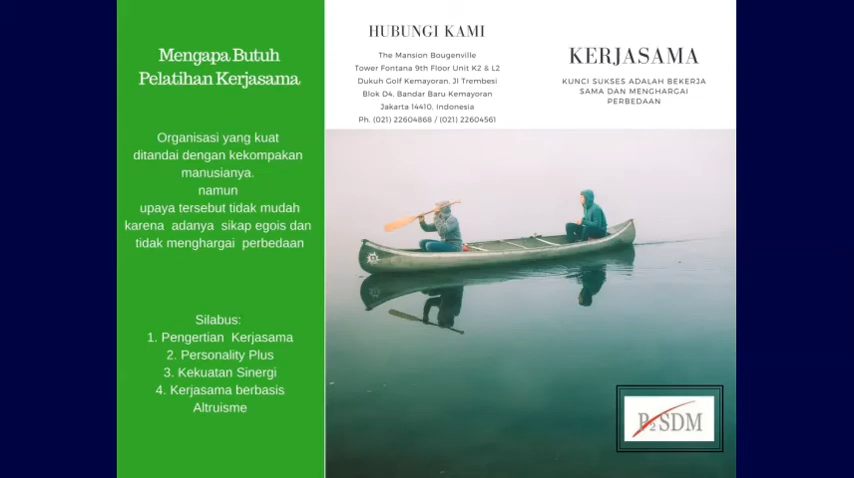 Mengapa Butuh
Pelatihan Kerjasama
Organisasi yang kuat
ditandai dengan kekompakan
manusianya.
namun
upaya tersebut tidak mudah
karena adanya sikap egois dan
tidak menghargai perbedaan
Silabus:
1. Pengertian Kerjasama
2. Personality Plus
3. Kekuatan Sinergi
4. Kerjasama berbasis
Altruisme
HUBUNGI KAMI
The Mansion Bougenville
Tower Fontana 9th Floor Unit K2 & L2
Dukuh Golf Kemayoran, Jl Trembesi
Blok D4, Bandar Baru Kemayoran
Jakarta 14410, Indonesia
Ph. (021) 22604868 / (021) 22604561
KERJASAMA
KUNCI SUKSES ADALAH BEKERJA
SAMA DAN MENGHARGAI
PERBEDAAN
P2SDM